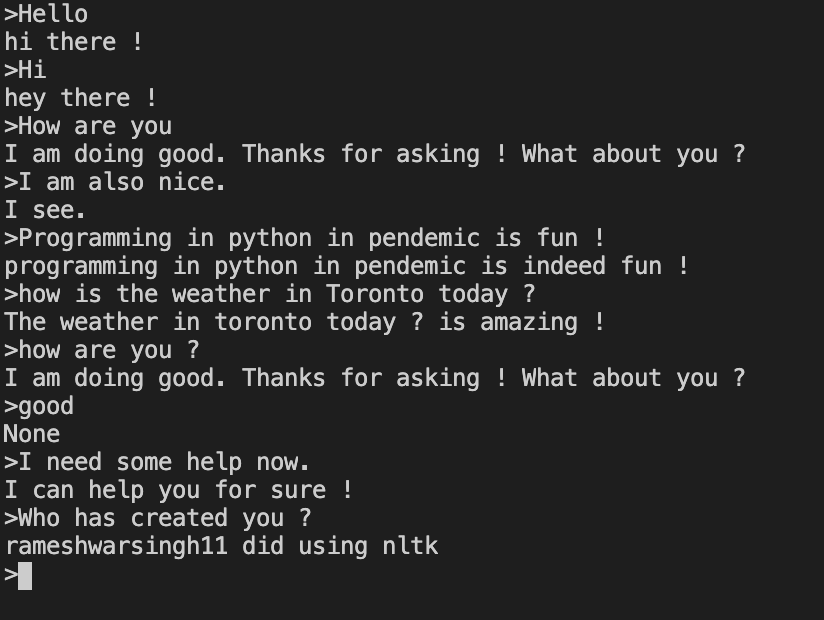 >Hello
hi there !
>Hi
hey there !
>How are you
I am doing good. Thanks for asking ! What about you ?
>I am also nice.
I see.
>Programming in python in pendemic is fun !
programming in python in pendemic is indeed fun !
>how is the weather in Toronto today ?
The weather in toronto today ? is amazing !
>how are you ?
I am doing good. Thanks for asking ! What about you ?
>good
None
>I need some help now.
I can help you for sure !
>Who has created you ?
rameshwarsingh11 did using nltk
>